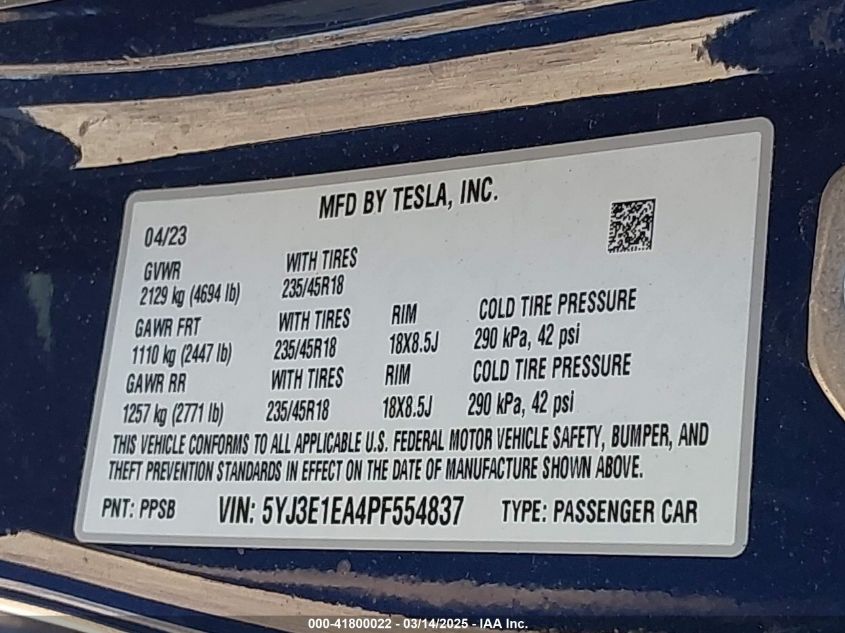 MFD BY TESLA, INC.
04/23
GVWR WITH TIRES
2129 kg (4694 lb) 235/45R18
GAWR FRT WITH TIRES RIM COLD TIRE PRESSURE
1110 kg (2447 lb) 235/45R18 18X8.5J 290 kPa, 42 psi
GAWR RR WITH TIRES RIM COLD TIRE PRESSURE
1257 kg (2771 lb) 235/45R18 18X8.5J 290 kPa, 42 psi
THIS VEHICLE CONFORMS TO ALL APPLICABLE U.S. FEDERAL MOTOR VEHICLE SAFETY, BUMPER, AND
THEFT PREVENTION STANDARDS IN EFFECT ON THE DATE OF MANUFACTURE SHOWN ABOVE.
PNT: PPSB VIN: 5YJ3E1EA4PF554837 TYPE: PASSENGER CAR
000-41800022 - 03/14/2025 - IAA Inc.